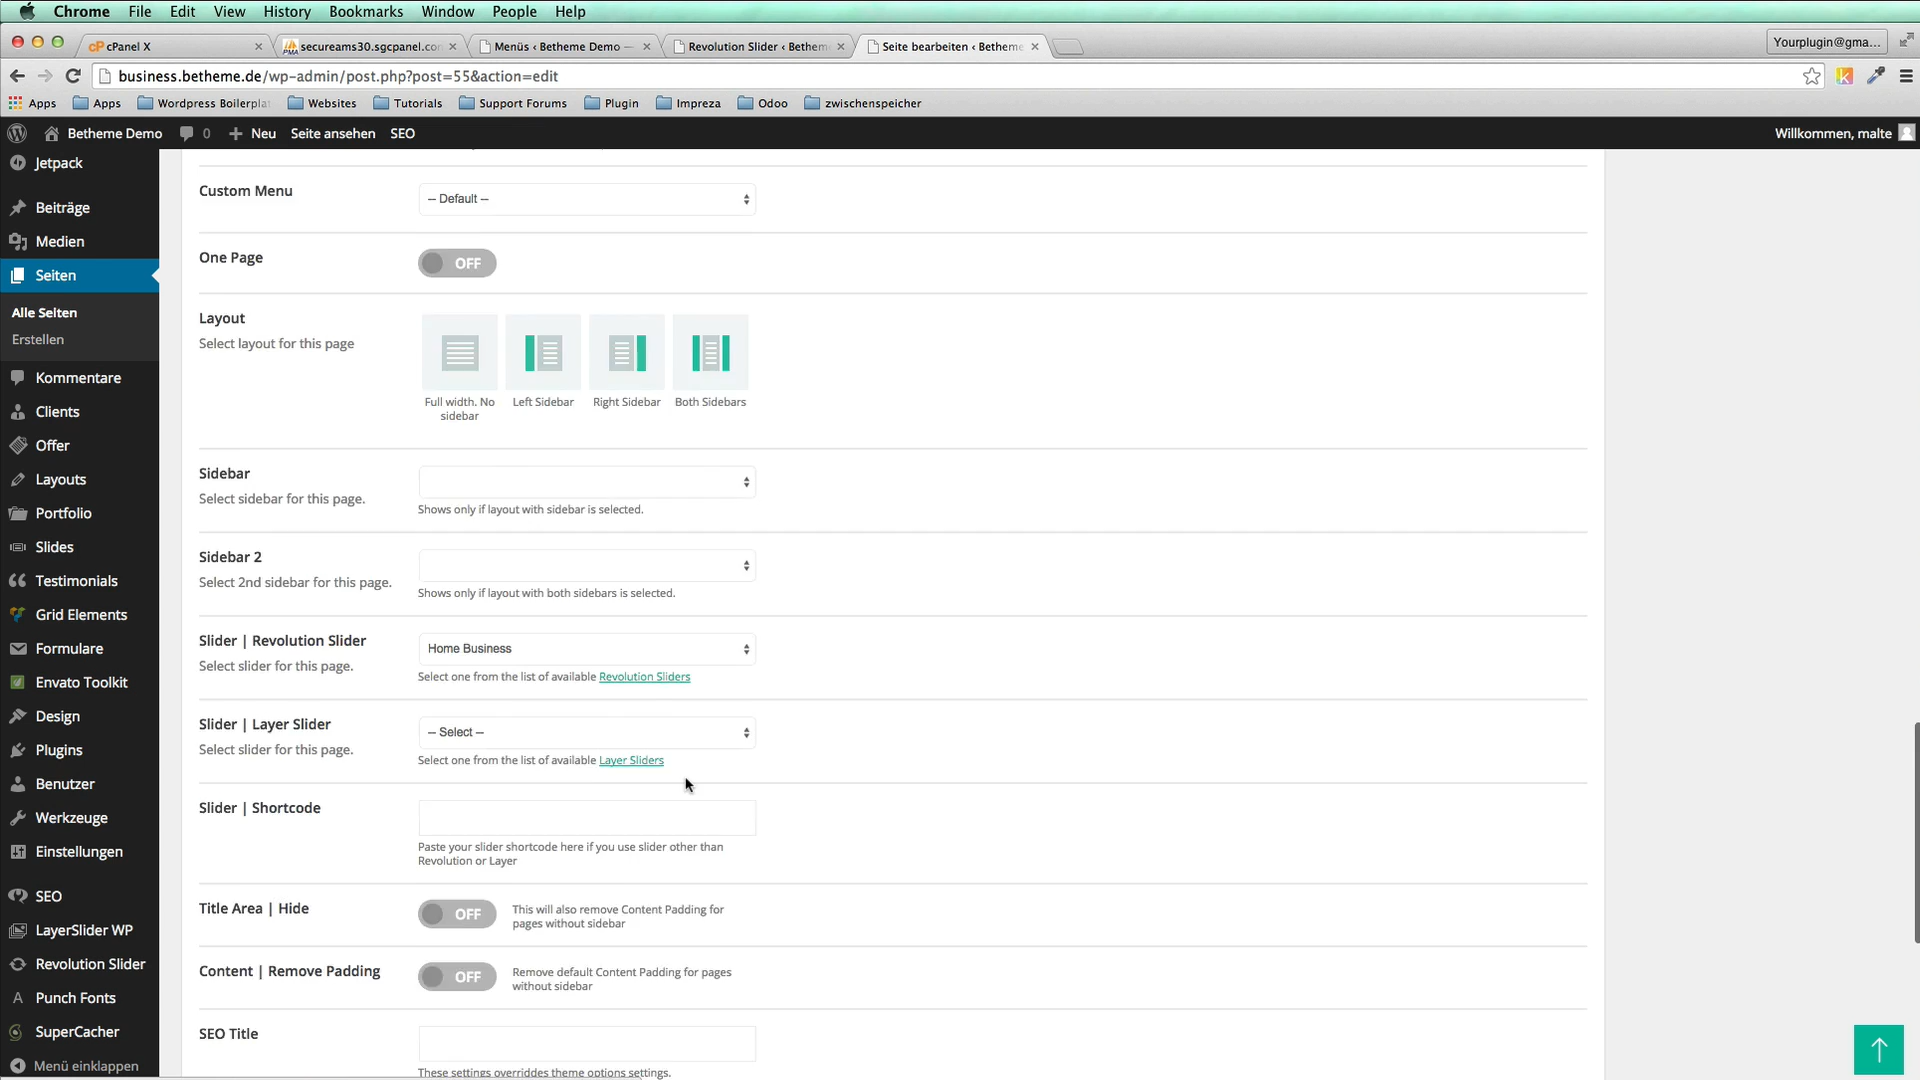 Chrome File Edit View History Bookmarks Window People Help
cPanel X
secureams30.sgcpanel.co
Menüs ‹ Betheme Demo —
Revolution Slider ‹ Bethem
Seite bearbeiten ‹ Betheme
Yourplugin@gma...
business.betheme.de/wp-admin/post.php?post=55&action=edit
Apps Apps Wordpress Boilerpla Websites Tutorials Support Forums Plugin Impreza Odoo zwischenspeicher
Betheme Demo 0 Neu Seite ansehen SEO
Willkommen, malte
Jetpack
Beiträge
Medien
Seiten
Alle Seiten
Erstellen
Kommentare
Clients
Offer
Layouts
Portfolio
Slides
Testimonials
Grid Elements
Formulare
Envato Toolkit
Design
Plugins
Benutzer
Werkzeuge
Einstellungen
SEO
LayerSlider WP
Revolution Slider
Punch Fonts
SuperCacher
Menü einklappen
Custom Menu
-- Default --
One Page
OFF
Layout
Select layout for this page
Full width. No
sidebar
Left Sidebar
Right Sidebar
Both Sidebars
Sidebar
Select sidebar for this page.
Shows only if layout with sidebar is selected.
Sidebar 2
Select 2nd sidebar for this page.
Shows only if layout with both sidebars is selected.
Slider | Revolution Slider
Select slider for this page.
Home Business
Select one from the list of available Revolution Sliders
Slider | Layer Slider
Select slider for this page.
-- Select --
Select one from the list of available Layer Sliders
Slider | Shortcode
Paste your slider shortcode here if you use slider other than
Revolution or Layer
Title Area | Hide
OFF
This will also remove Content Padding for
pages without sidebar
Content | Remove Padding
OFF
Remove default Content Padding for pages
without sidebar
SEO Title
These settings overriddes theme options settings.